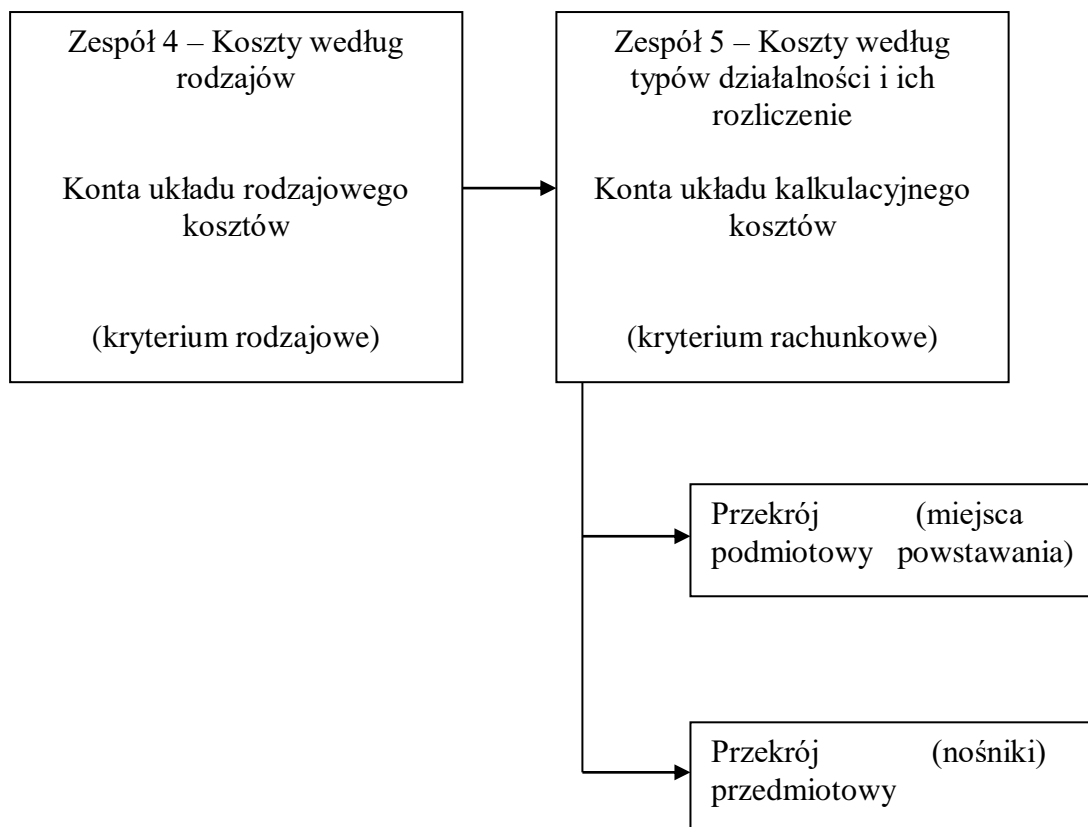 Zespół 4 – Koszty według
rodzajów
Konta układu rodzajowego
kosztów
(kryterium rodzajowe)
Zespół 5 – Koszty według
typów działalności i ich
rozliczenie
Konta układu kalkulacyjnego
kosztów
(kryterium rachunkowe)
Przekrój (miejsca
podmiotowy powstawania)
Przekrój (nośniki)
przedmiotowy